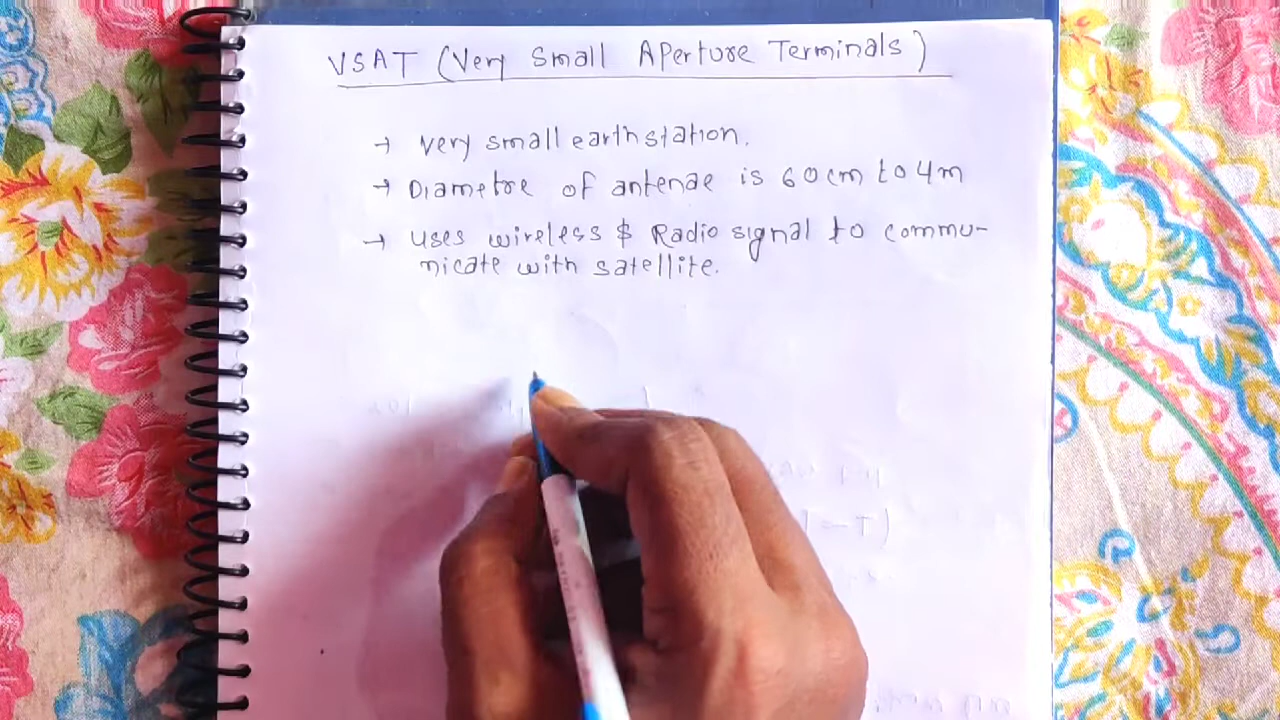 VSAT (Very Small Aperture Terminals)
→ Very small earth station.
→ Diametre of antenae is 60cm to 4m
→ Uses wireless & Radio signal to commu-
nicate with satellite.